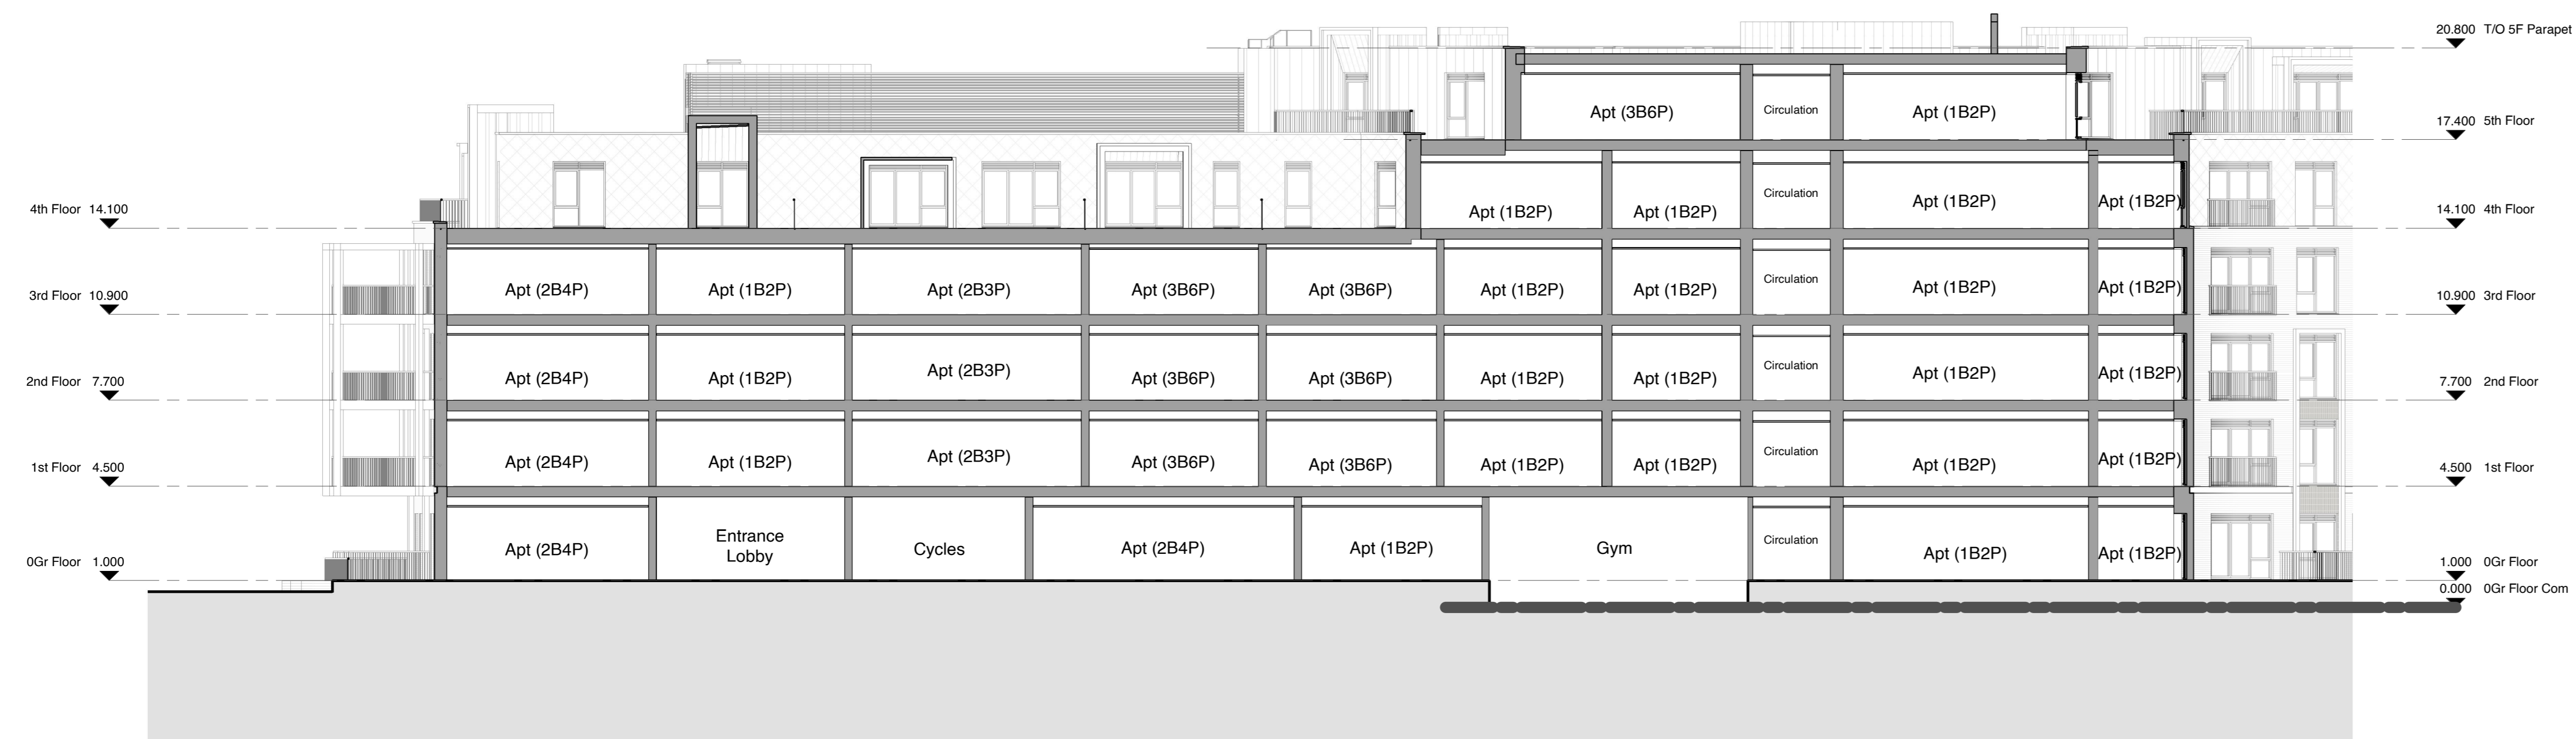 20.800 T/O 5F Parapet
Apt (3B6P) Circulation Apt (1B2P)
17.400 5th Floor
4th Floor 14.100
Apt (1B2P) Apt (1B2P) Circulation Apt (1B2P) Apt (1B2P)
14.100 4th Floor
3rd Floor 10.900
Apt (2B4P) Apt (1B2P) Apt (2B3P) Apt (3B6P) Apt (3B6P) Apt (1B2P) Apt (1B2P) Circulation Apt (1B2P) Apt (1B2P)
10.900 3rd Floor
2nd Floor 7.700
Apt (2B4P) Apt (1B2P) Apt (2B3P) Apt (3B6P) Apt (3B6P) Apt (1B2P) Apt (1B2P) Circulation Apt (1B2P) Apt (1B2P)
7.700 2nd Floor
1st Floor 4.500
Apt (2B4P) Apt (1B2P) Apt (2B3P) Apt (3B6P) Apt (3B6P) Apt (1B2P) Apt (1B2P) Circulation Apt (1B2P) Apt (1B2P)
4.500 1st Floor
0Gr Floor 1.000
Apt (2B4P) Entrance
Lobby
Cycles Apt (2B4P) Apt (1B2P) Gym Circulation Apt (1B2P) Apt (1B2P)
1.000 0Gr Floor
0.000 0Gr Floor Com